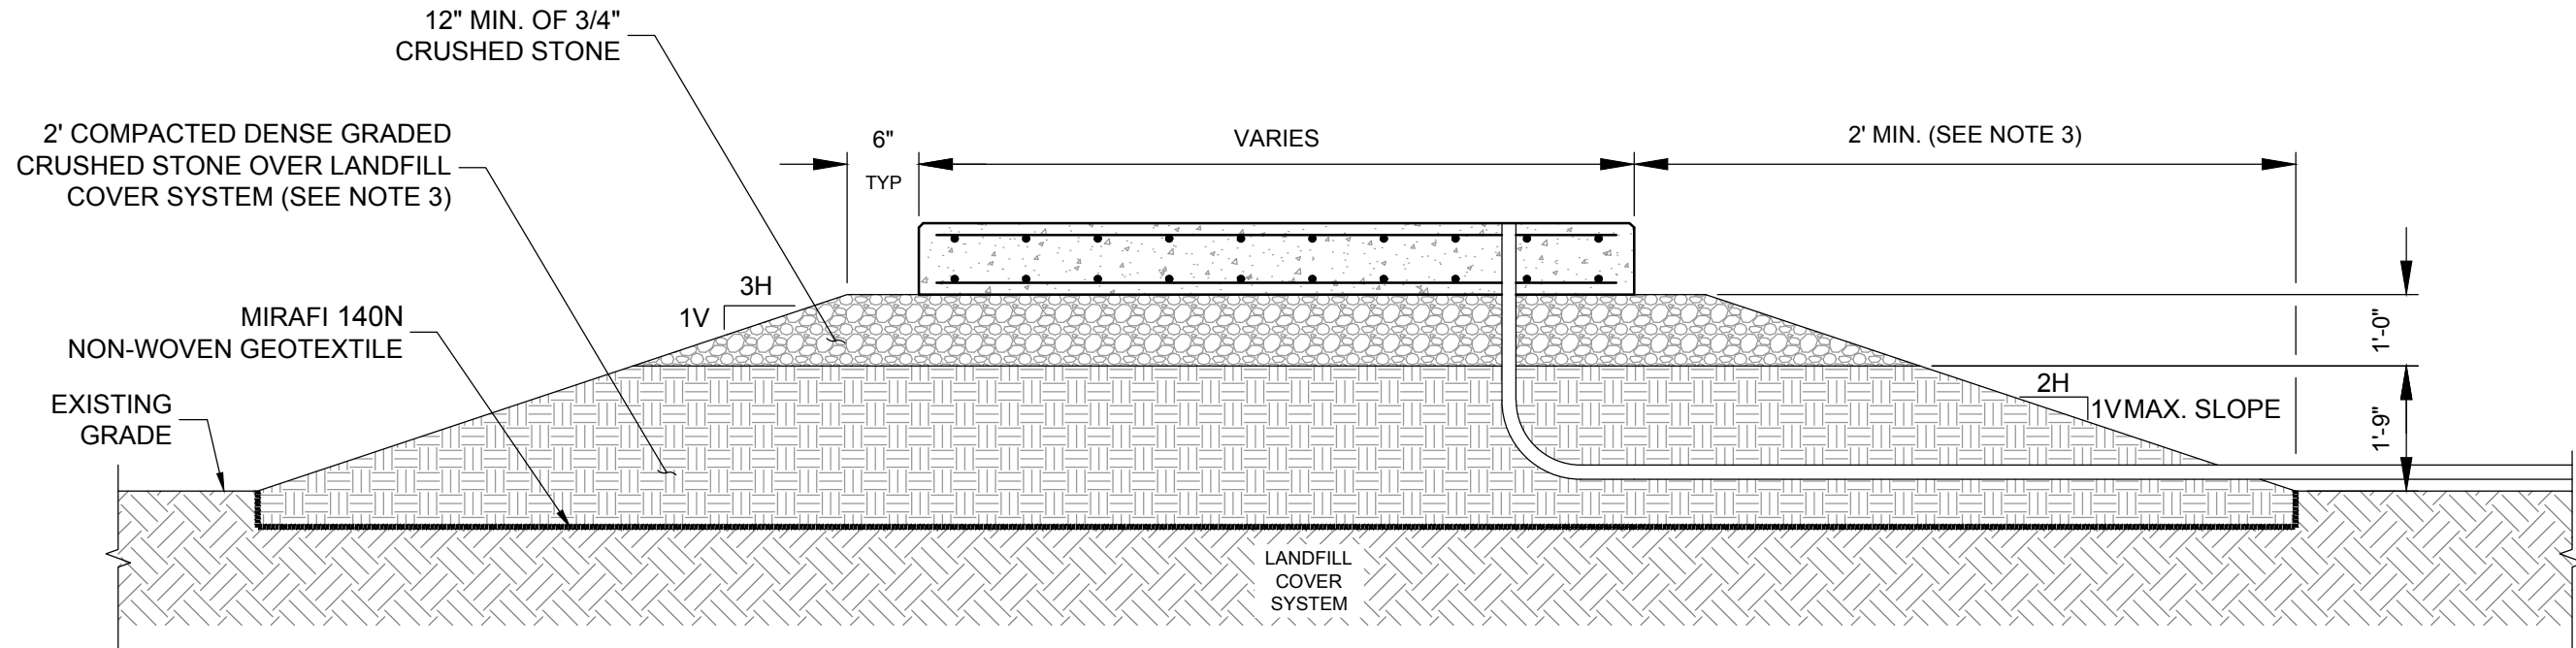 12" MIN. OF 3/4"
CRUSHED STONE
2' COMPACTED DENSE GRADED
CRUSHED STONE OVER LANDFILL
COVER SYSTEM (SEE NOTE 3)
6"
TYP
VARIES
2' MIN. (SEE NOTE 3)
3H
1V
MIRAFI 140N
NON-WOVEN GEOTEXTILE
EXISTING
GRADE
1'-0"
2H
1V MAX. SLOPE
1'-9"
LANDFILL
COVER
SYSTEM